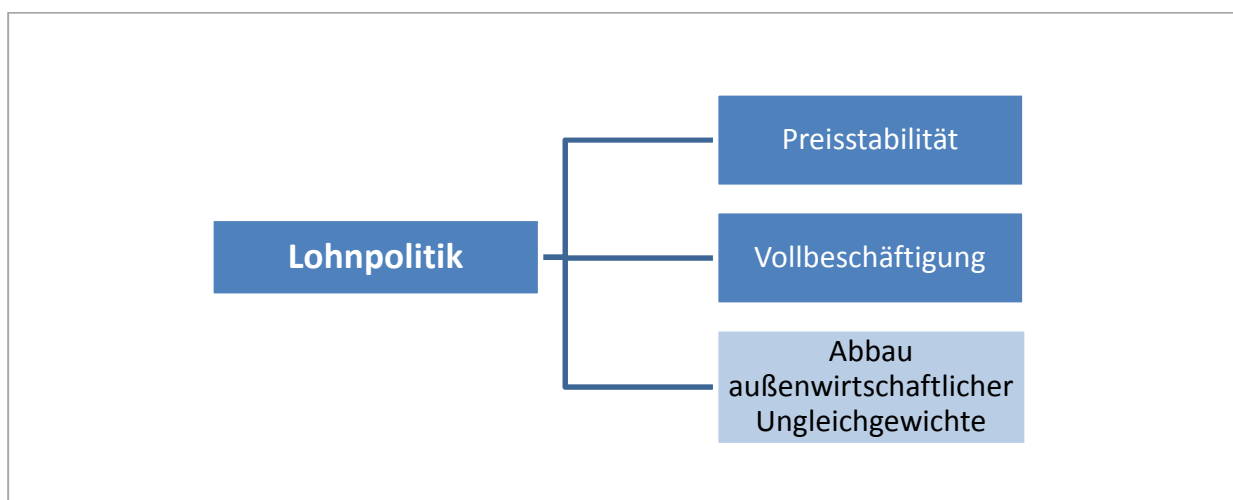 Preisstabilität
Lohnpolitik
Vollbeschäftigung
Abbau
außenwirtschaftlicher
Ungleichgewichte